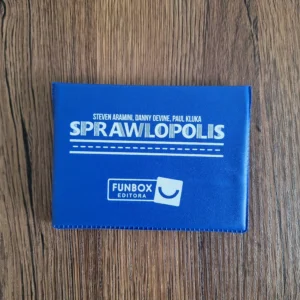 STEVEN ARAMINI, DANNY DEVINE, PAUL KLUKA
SPRAWLOPOLIS
FUNBOX
EDITORA